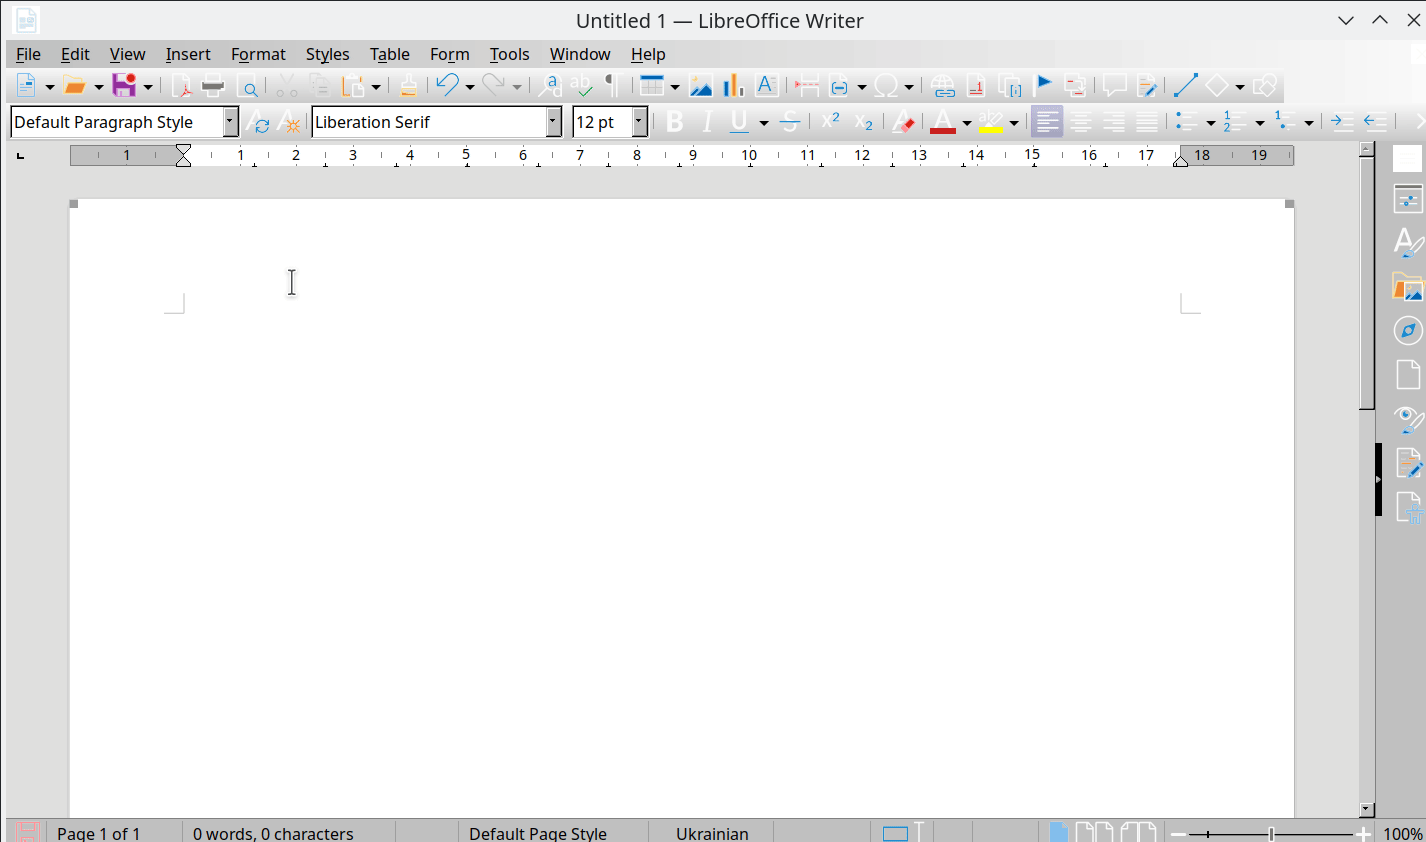 Untitled 1 — LibreOffice Writer
File Edit View Insert Format Styles Table Form Tools Window Help
Default Paragraph Style Liberation Serif 12 pt
1 1 2 3 4 5 6 7 8 9 10 11 12 13 14 15 16 17 18 19
Page 1 of 1 0 words, 0 characters Default Page Style Ukrainian 100%